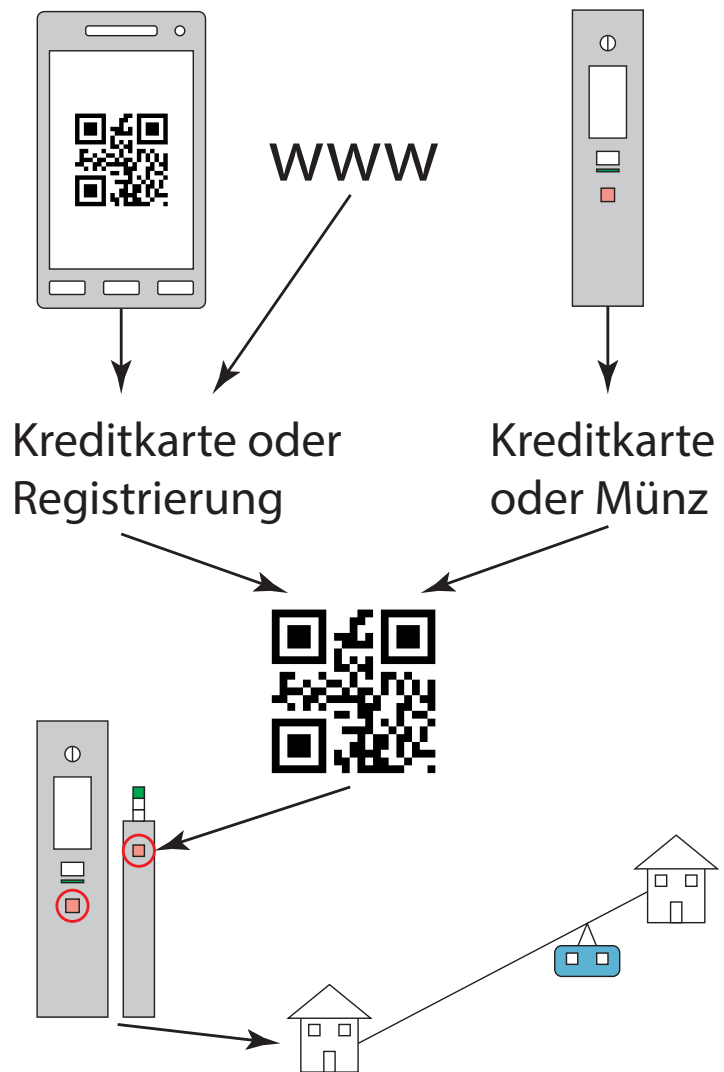 www
Kreditkarte oder
Registrierung
Kreditkarte
oder Münz